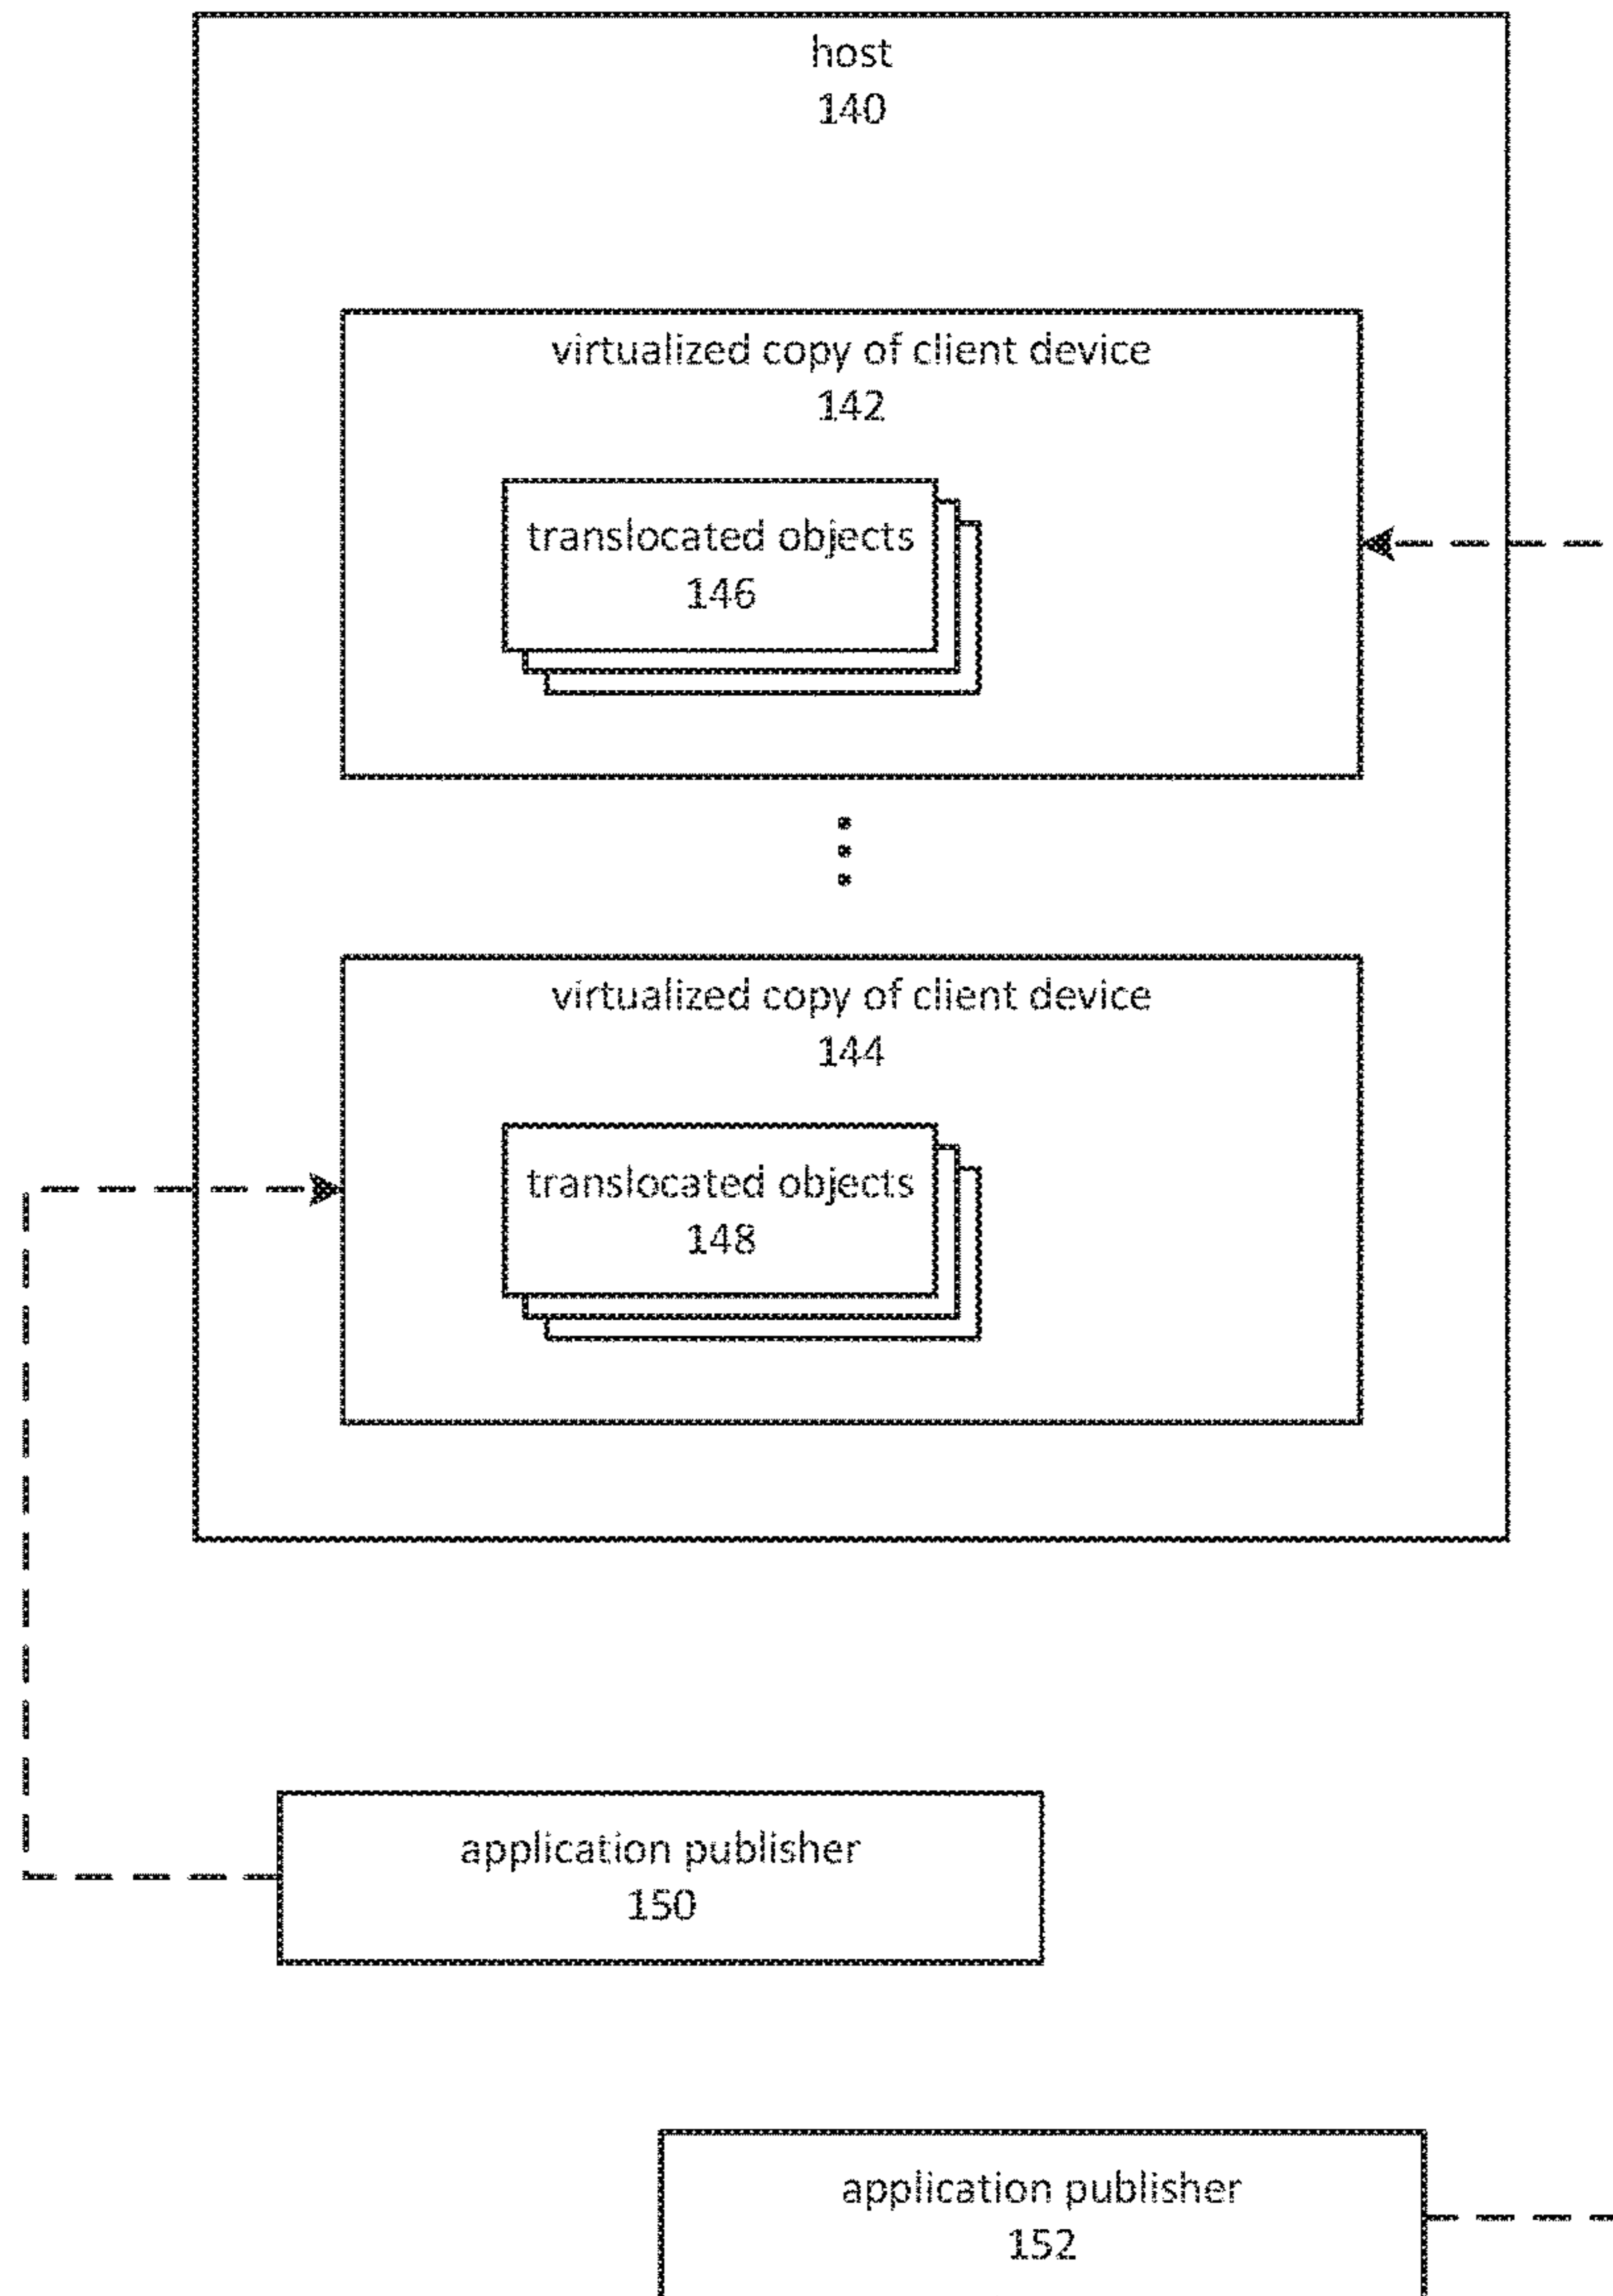 host
140
virtualized copy of client device
142
translocated objects
146
virtualized copy of client device
144
translocated objects
148
application publisher
150
application publisher
152